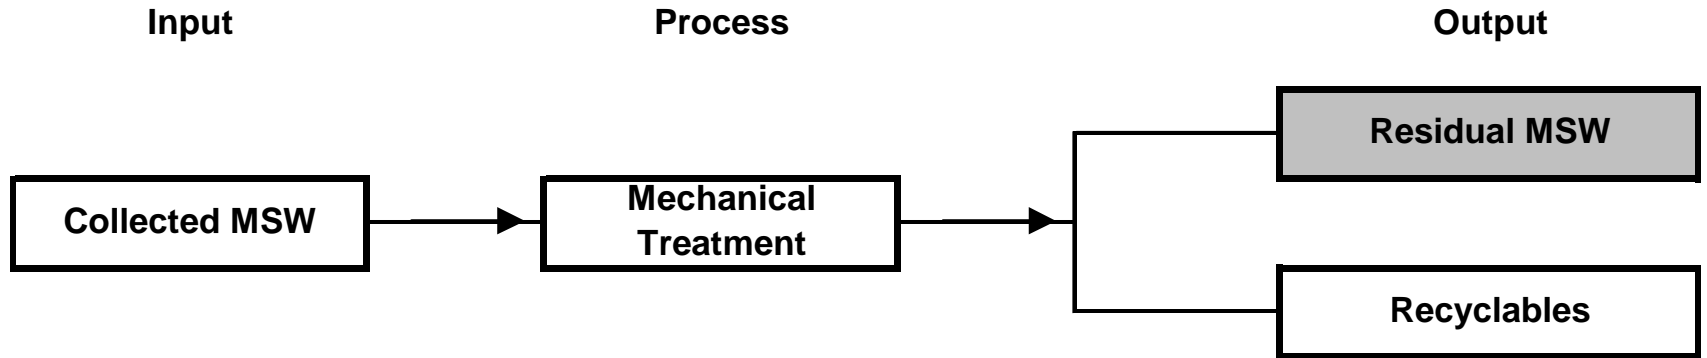 Input
Process
Output
Residual MSW
Collected MSW
Mechanical
Treatment
Recyclables